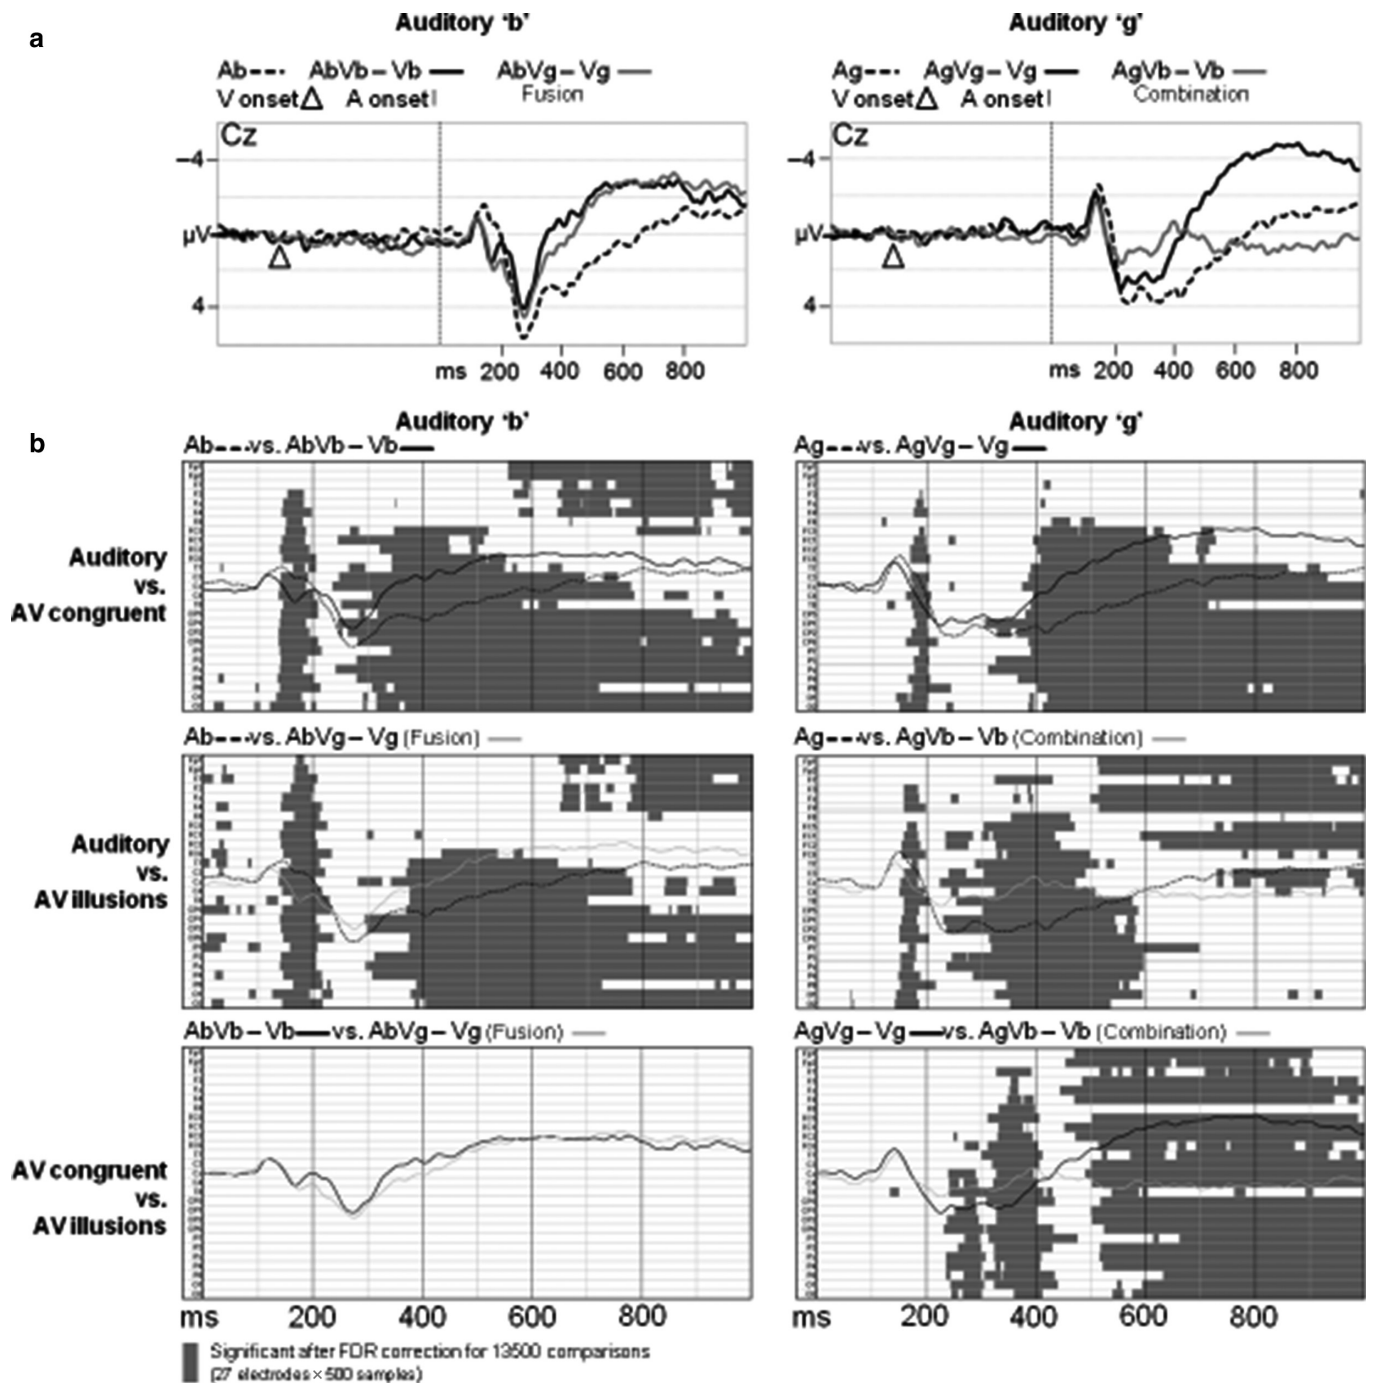 a
Auditory ‘b’
Ab AbVb – Vb AbVg – Vg
V onset A onset Fusion
Cz
–4
µV
4
ms 200 400 600 800
Auditory ‘g’
Ag AgVg – Vg AgVb – Vb
V onset A onset Combination
Cz
–4
µV
4
ms 200 400 600 800
b
Auditory ‘b’
Auditory ‘g’
Auditory
vs.
AV congruent
Ab vs. AbVb – Vb
Ag vs. AgVg – Vg
Auditory
vs.
AV illusions
Ab vs. AbVg – Vg (Fusion)
Ag vs. AgVb – Vb (Combination)
AV congruent
vs.
AV illusions
AbVb – Vb vs. AbVg – Vg (Fusion)
AgVg – Vg vs. AgVb – Vb (Combination)
ms 200 400 600 800
ms 200 400 600 800
Significant after FDR correction for 13500 comparisons
(27 electrodes × 500 samples)